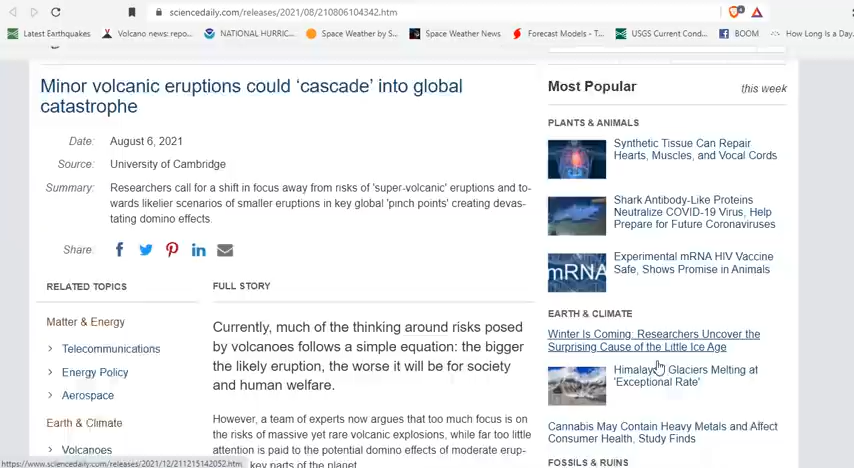 sciencedaily.com/releases/2021/08/210806104342.htm
Latest Earthquakes
Volcano news: repo...
NATIONAL HURRIC...
Space Weather by S...
Space Weather News
Forecast Models - T...
USGS Current Cond...
BOOM
How Long Is a Day...
Minor volcanic eruptions could ‘cascade’ into global
catastrophe
Date: August 6, 2021
Source: University of Cambridge
Summary: Researchers call for a shift in focus away from risks of 'super-volcanic' eruptions and to-
wards likelier scenarios of smaller eruptions in key global 'pinch points' creating devas-
tating domino effects.
Share:
RELATED TOPICS
Matter & Energy
> Telecommunications
> Energy Policy
> Aerospace
Earth & Climate
> Volcanoes
FULL STORY
Currently, much of the thinking around risks posed
by volcanoes follows a simple equation: the bigger
the likely eruption, the worse it will be for society
and human welfare.
However, a team of experts now argues that too much focus is on
the risks of massive yet rare volcanic explosions, while far too little
attention is paid to the potential domino effects of moderate erup-
key parts of the planet.
Most Popular
this week
PLANTS & ANIMALS
Synthetic Tissue Can Repair
Hearts, Muscles, and Vocal Cords
Shark Antibody-Like Proteins
Neutralize COVID-19 Virus, Help
Prepare for Future Coronaviruses
mRNA
Experimental mRNA HIV Vaccine
Safe, Shows Promise in Animals
EARTH & CLIMATE
Winter Is Coming: Researchers Uncover the
Surprising Cause of the Little Ice Age
Himalayan Glaciers Melting at
'Exceptional Rate'
Cannabis May Contain Heavy Metals and Affect
Consumer Health, Study Finds
FOSSILS & RUINS
https://www.sciencedaily.com/releases/2021/12/211215142052.htm